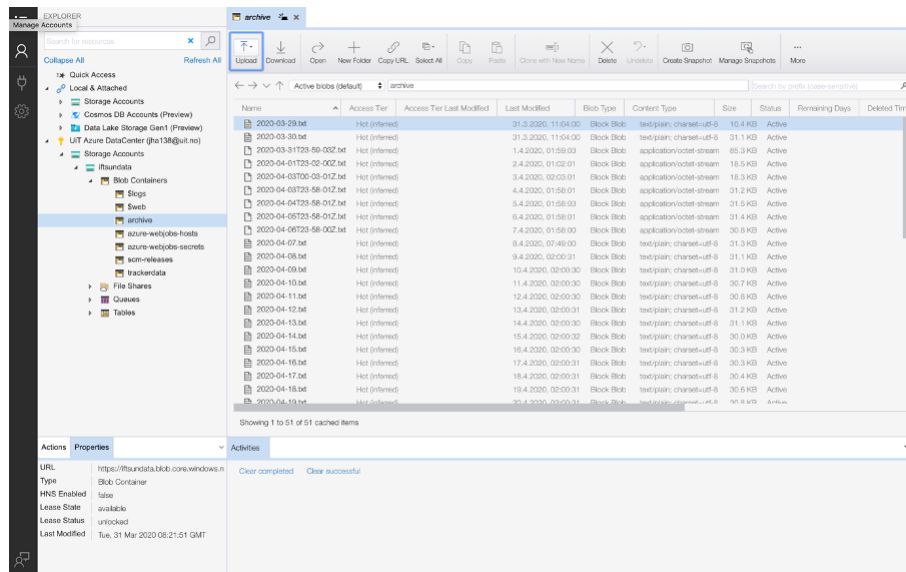 EXPLORER
Manage Accounts
Search for resources
Collapse All
Refresh All
Quick Access
Local & Attached
Storage Accounts
Cosmos DB Accounts (Preview)
Data Lake Storage Gen1 (Preview)
UiT Azure DataCenter (jha138@uit.no)
Storage Accounts
iftsundata
Blob Containers
$logs
$web
archive
azure-webjobs-hosts
azure-webjobs-secrets
scm-releases
trackerdata
File Shares
Queues
Tables
Actions Properties
URL https://iftsundata.blob.core.windows.n
Type Blob Container
HNS Enabled false
Lease State available
Lease Status unlocked
Last Modified Tue, 31 Mar 2020 08:21:51 GMT
archive
Upload Download Open New Folder Copy URL Select All Copy Paste Clone with New Name Delete Undelete Create Snapshot Manage Snapshots More
Active blobs (default) archive Search by prefix (case-sensitive)
Name Access Tier Access Tier Last Modified Last Modified Blob Type Content Type Size Status Remaining Days Deleted Tim
2020-03-29.txt Hot (inferred) 31.3.2020, 11:04:00 Block Blob text/plain; charset=utf-8 10.4 KB Active
2020-03-30.txt Hot (inferred) 31.3.2020, 11:04:00 Block Blob text/plain; charset=utf-8 31.1 KB Active
2020-03-31T23-59-03Z.txt Hot (inferred) 1.4.2020, 01:59:03 Block Blob application/octet-stream 85.3 KB Active
2020-04-01T23-02-00Z.txt Hot (inferred) 2.4.2020, 01:02:01 Block Blob application/octet-stream 18.5 KB Active
2020-04-03T00-03-01Z.txt Hot (inferred) 3.4.2020, 02:03:01 Block Blob application/octet-stream 18.3 KB Active
2020-04-03T23-58-01Z.txt Hot (inferred) 4.4.2020, 01:58:01 Block Blob application/octet-stream 31.2 KB Active
2020-04-04T23-58-01Z.txt Hot (inferred) 5.4.2020, 01:58:03 Block Blob application/octet-stream 31.5 KB Active
2020-04-05T23-58-01Z.txt Hot (inferred) 6.4.2020, 01:58:01 Block Blob application/octet-stream 31.4 KB Active
2020-04-06T23-58-00Z.txt Hot (inferred) 7.4.2020, 01:58:00 Block Blob application/octet-stream 30.8 KB Active
2020-04-07.txt Hot (inferred) 8.4.2020, 07:49:00 Block Blob text/plain; charset=utf-8 31.3 KB Active
2020-04-08.txt Hot (inferred) 9.4.2020, 02:00:31 Block Blob text/plain; charset=utf-8 31.1 KB Active
2020-04-09.txt Hot (inferred) 10.4.2020, 02:00:30 Block Blob text/plain; charset=utf-8 31.0 KB Active
2020-04-10.txt Hot (inferred) 11.4.2020, 02:00:30 Block Blob text/plain; charset=utf-8 30.7 KB Active
2020-04-11.txt Hot (inferred) 12.4.2020, 02:00:30 Block Blob text/plain; charset=utf-8 30.8 KB Active
2020-04-12.txt Hot (inferred) 13.4.2020, 02:00:31 Block Blob text/plain; charset=utf-8 31.2 KB Active
2020-04-13.txt Hot (inferred) 14.4.2020, 02:00:30 Block Blob text/plain; charset=utf-8 31.1 KB Active
2020-04-14.txt Hot (inferred) 15.4.2020, 02:00:32 Block Blob text/plain; charset=utf-8 30.0 KB Active
2020-04-15.txt Hot (inferred) 16.4.2020, 02:00:30 Block Blob text/plain; charset=utf-8 30.3 KB Active
2020-04-16.txt Hot (inferred) 17.4.2020, 02:00:31 Block Blob text/plain; charset=utf-8 30.3 KB Active
2020-04-17.txt Hot (inferred) 18.4.2020, 02:00:31 Block Blob text/plain; charset=utf-8 30.4 KB Active
2020-04-18.txt Hot (inferred) 19.4.2020, 02:00:31 Block Blob text/plain; charset=utf-8 30.6 KB Active
2020-04-19.txt Hot (inferred) 20.4.2020, 02:00:31 Block Blob text/plain; charset=utf-8 30.8 KB Active
Showing 1 to 51 of 51 cached items
Activities
Clear completed Clear successful